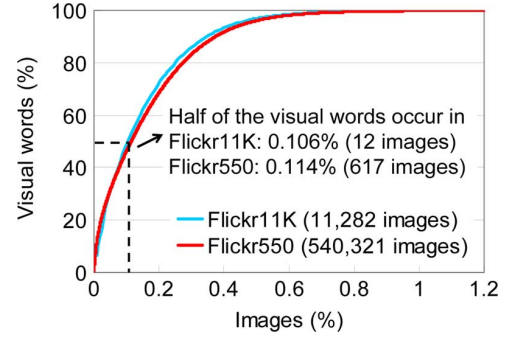 100
80
60
40
20
0
Visual words (%)
Half of the visual words occur in
Flickr11K: 0.106% (12 images)
Flickr550: 0.114% (617 images)
Flickr11K (11,282 images)
Flickr550 (540,321 images)
0 0.2 0.4 0.6 0.8 1 1.2
Images (%)